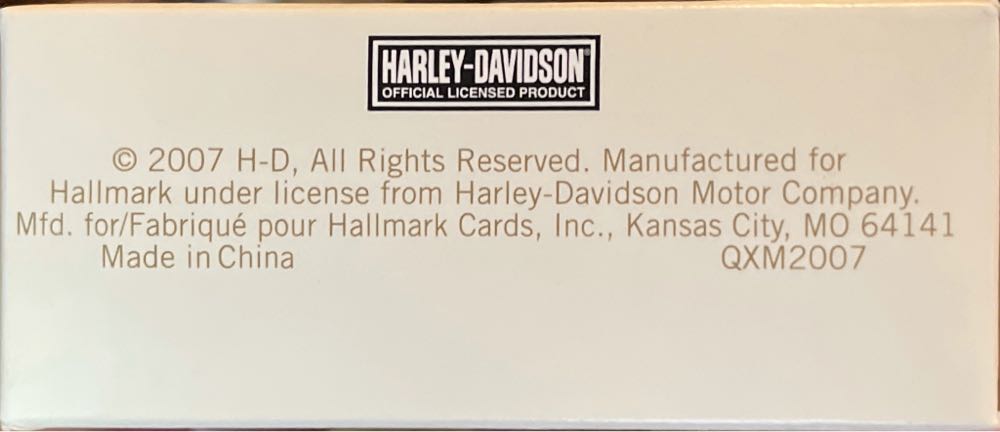 HARLEY-DAVIDSON®
OFFICIAL LICENSED PRODUCT
© 2007 H-D, All Rights Reserved. Manufactured for
Hallmark under license from Harley-Davidson Motor Company.
Mfd. for/Fabriqué pour Hallmark Cards, Inc., Kansas City, MO 64141
Made in China QXM2007